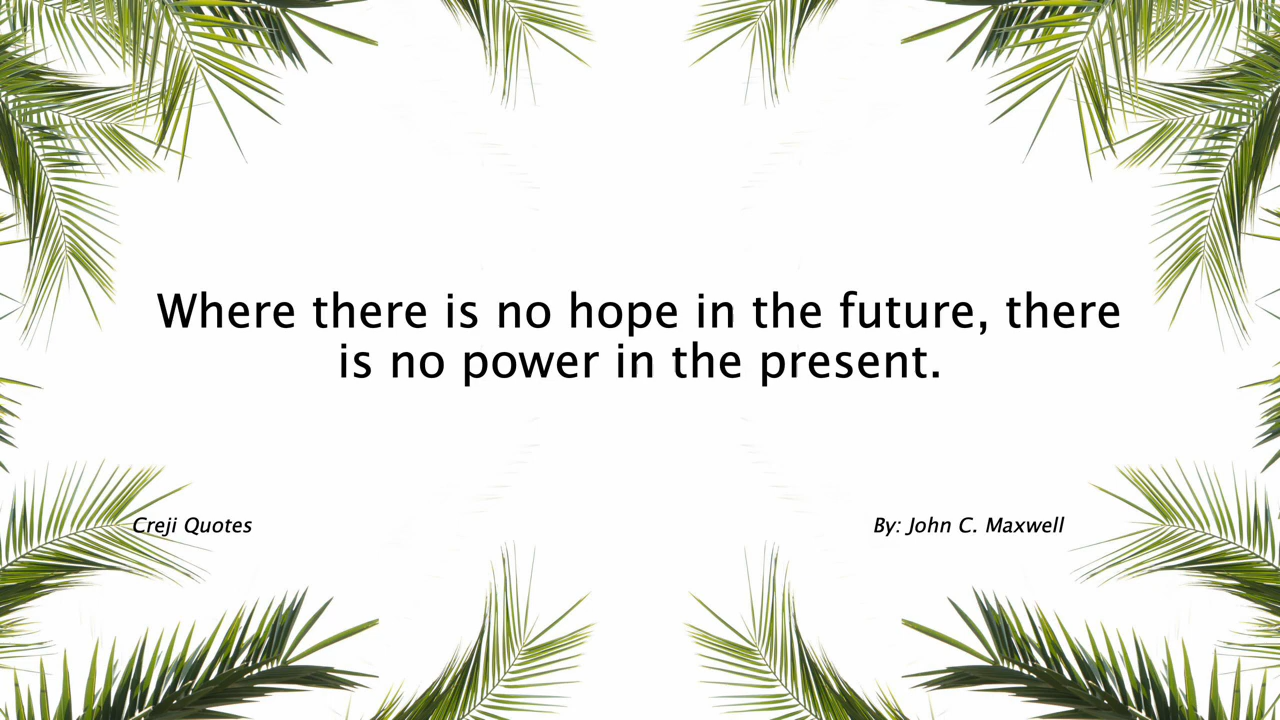 Where there is no hope in the future, there
is no power in the present.
Creji Quotes
By: John C. Maxwell